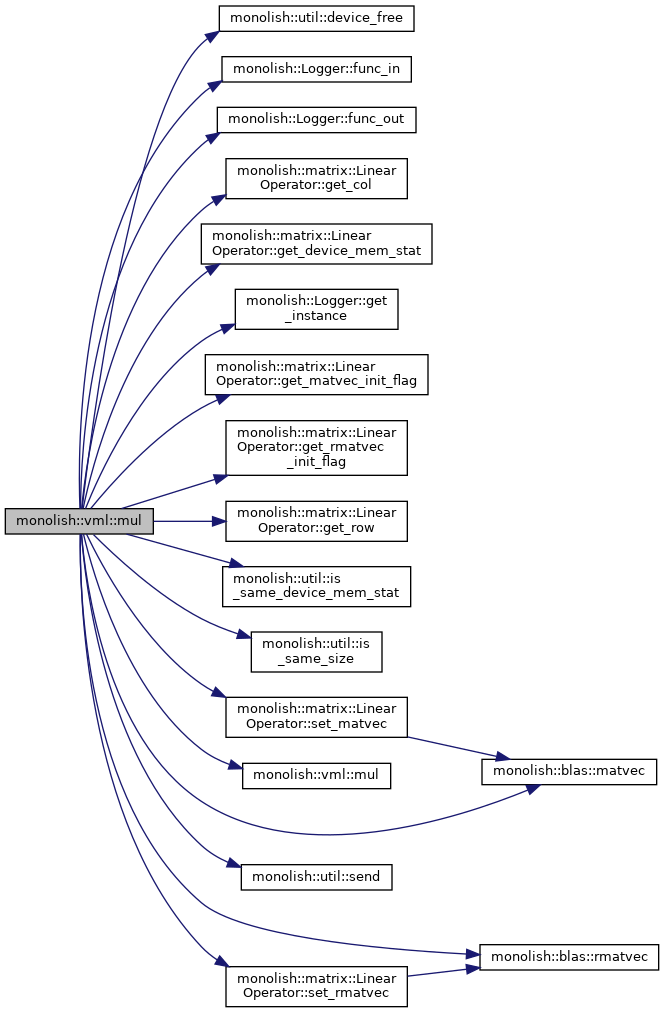 monolish::util::device_free
monolish::Logger::func_in
monolish::Logger::func_out
monolish::matrix::Linear
Operator::get_col
monolish::matrix::Linear
Operator::get_device_mem_stat
monolish::Logger::get
_instance
monolish::matrix::Linear
Operator::get_matvec_init_flag
monolish::matrix::Linear
Operator::get_rmatvec
_init_flag
monolish::vml::mul
monolish::matrix::Linear
Operator::get_row
monolish::util::is
_same_device_mem_stat
monolish::util::is
_same_size
monolish::matrix::Linear
Operator::set_matvec
monolish::blas::matvec
monolish::vml::mul
monolish::util::send
monolish::blas::rmatvec
monolish::matrix::Linear
Operator::set_rmatvec